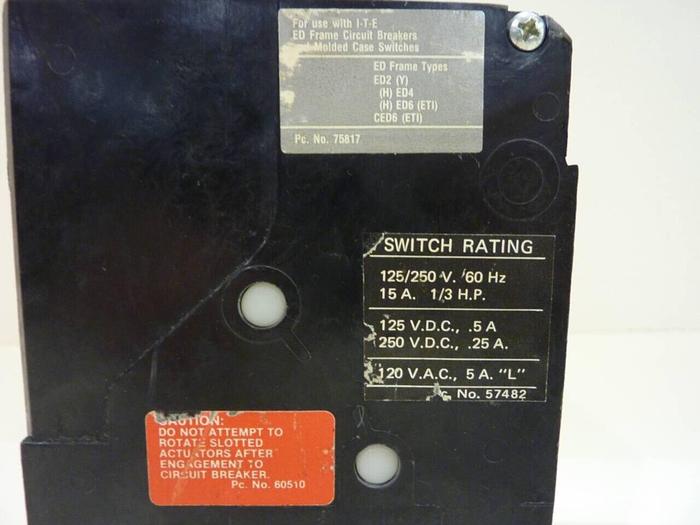 For use with I-T-E
ED Frame Circuit Breakers
and Molded Case Switches
ED Frame Types
ED2 (Y)
(H) ED4
(H) ED6 (ETI)
CED6 (ETI)
Pc. No. 75817
SWITCH RATING
125/250 V. 60 Hz
15 A. 1/3 H.P.
125 V.D.C., .5 A
250 V.D.C., .25 A.
120 V.A.C., 5 A. "L"
Pc. No. 57482
CAUTION:
DO NOT ATTEMPT TO
ROTATE SLOTTED
ACTUATORS AFTER
ENGAGEMENT TO
CIRCUIT BREAKER.
Pc. No. 60510